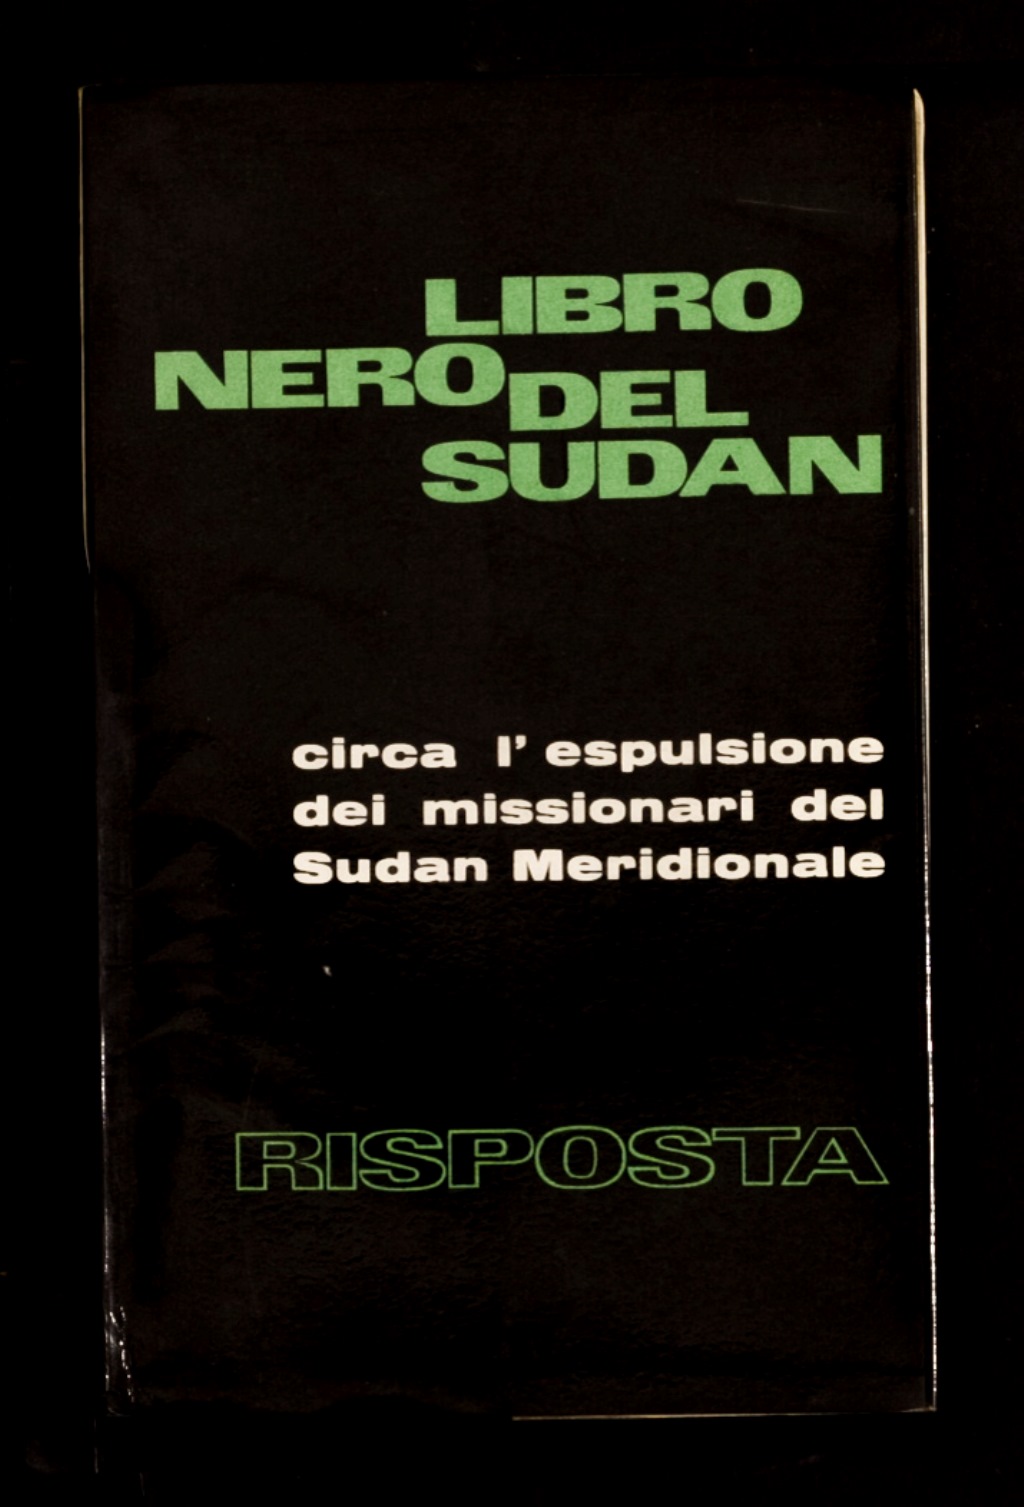 LIBRO
NERO DEL
SUDAN
circa l' espulsione
dei missionari del
Sudan Meridionale
RISPOSTA